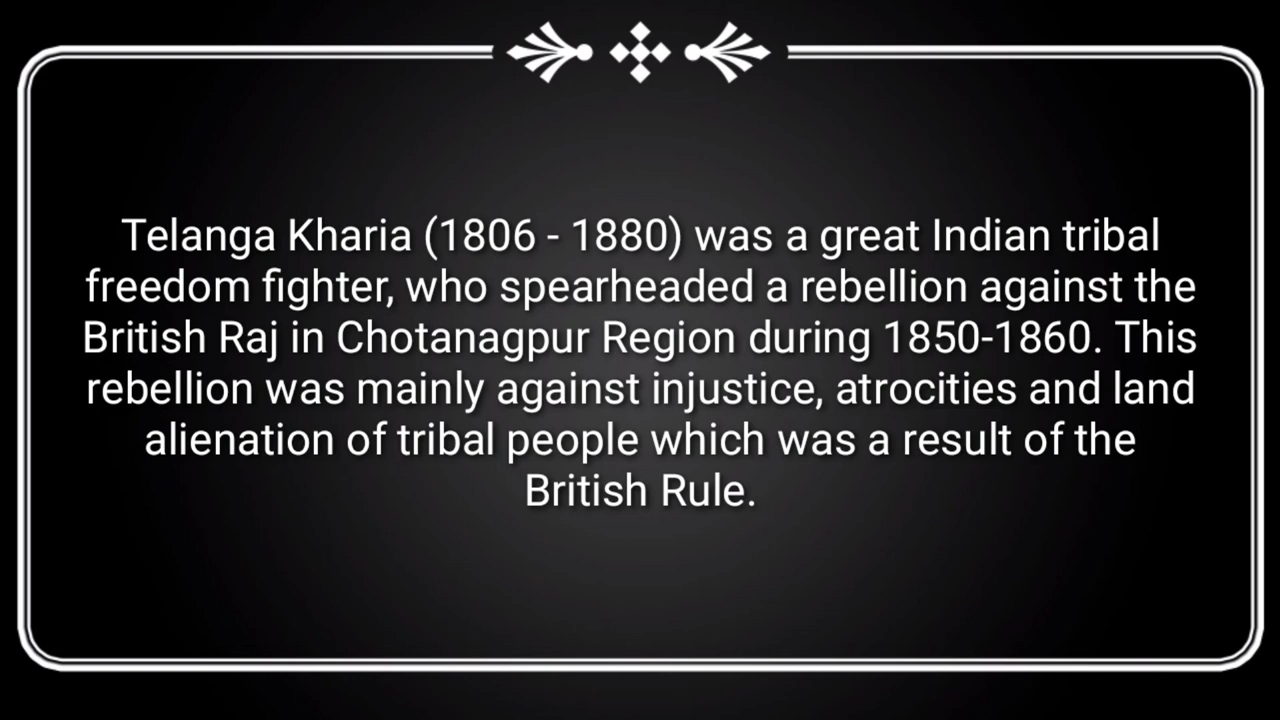 Telanga Kharia (1806 - 1880) was a great Indian tribal
freedom fighter, who spearheaded a rebellion against the
British Raj in Chotanagpur Region during 1850-1860. This
rebellion was mainly against injustice, atrocities and land
alienation of tribal people which was a result of the
British Rule.